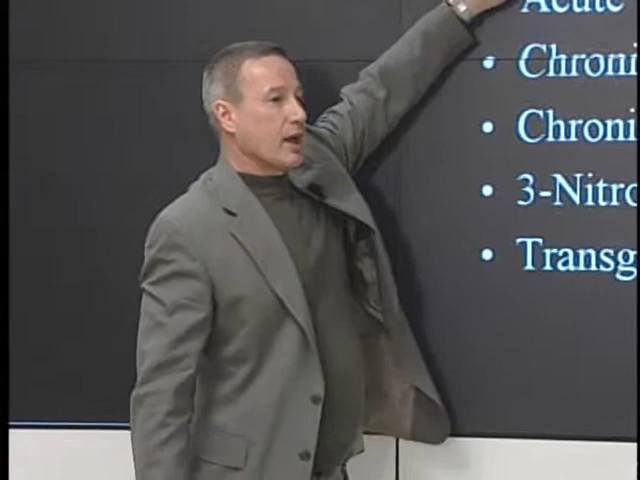 Acute
• Chroni
• Chroni
• 3-Nitro
• Transg